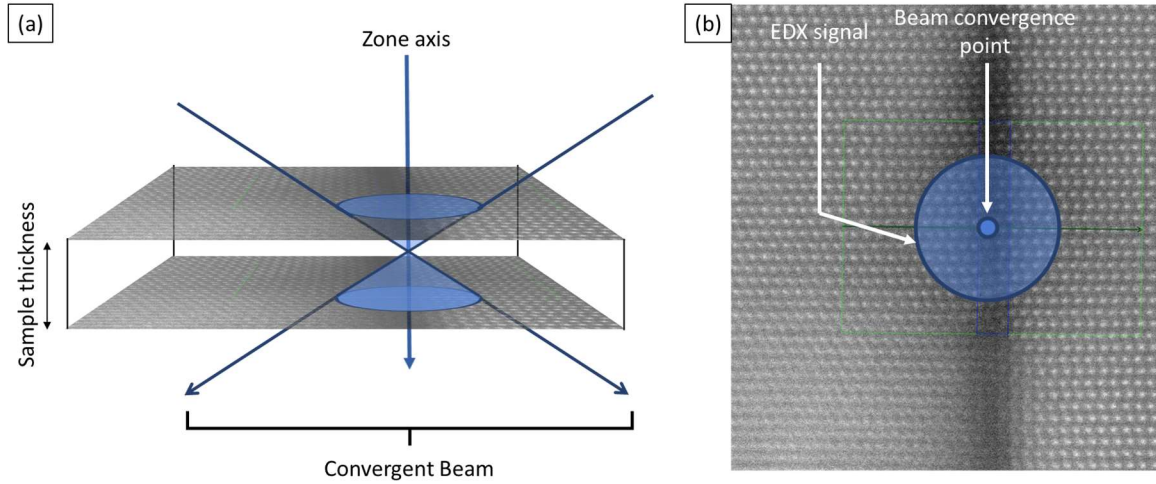 (a)
Zone axis
Sample thickness
Convergent Beam
(b)
EDX signal
Beam convergence
point